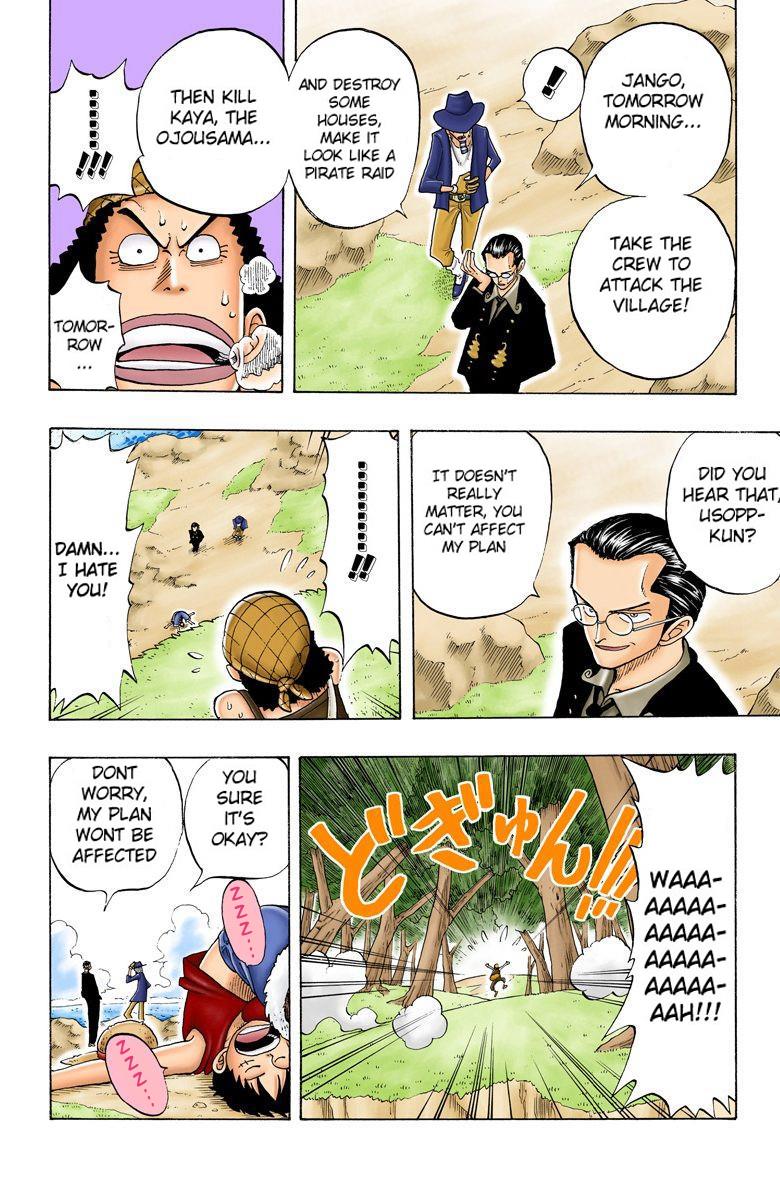 JANGO,
TOMORROW
MORNING...
!
TAKE THE
CREW TO
ATTACK THE
VILLAGE!
AND DESTROY
SOME
HOUSES,
MAKE IT
LOOK LIKE A
PIRATE RAID
THEN KILL
KAYA, THE
OJOUSAMA...
.........!!!
TOMOR-
ROW
...
DID YOU
HEAR THAT,
USOPP-
KUN?
IT DOESN'T
REALLY
MATTER, YOU
CAN'T AFFECT
MY PLAN
..........!!
DAMN...
I HATE
YOU!
WAAA-
AAAAA-
AAAAA-
AAAAA-
AAAAA-
AAH!!!
どぎゅん!!!
YOU
SURE
IT'S
OKAY?
DONT
WORRY,
MY PLAN
WONT BE
AFFECTED
ZZZ...
ZZZ...